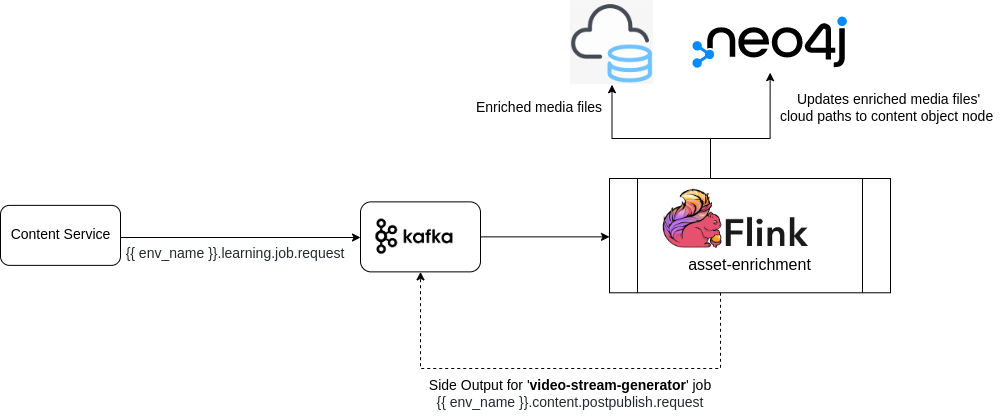 neo4j
Enriched media files
Updates enriched media files'
cloud paths to content object node
Content Service
{{ env_name }}.learning.job.request
kafka
Flink
asset-enrichment
Side Output for 'video-stream-generator' job
{{ env_name }}.content.postpublish.request